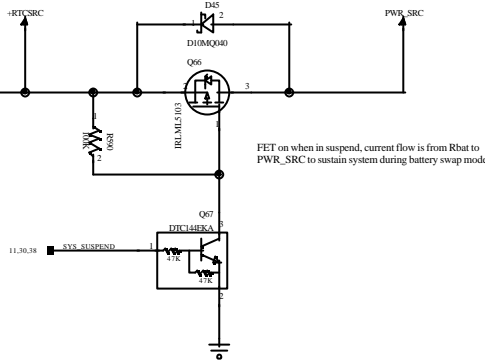 D45
+RTCSRC
PWR_SRC
1
2
D10MQ040
Q66
2
3
IRLML5103
1
1
R590
100K
2
FET on when in suspend, current flow is from Rbat to
PWR_SRC to sustain system during battery swap mode
Q67
3
DTC144EKA
11,30,38
SYS_SUSPEND
1
47K
47K
2